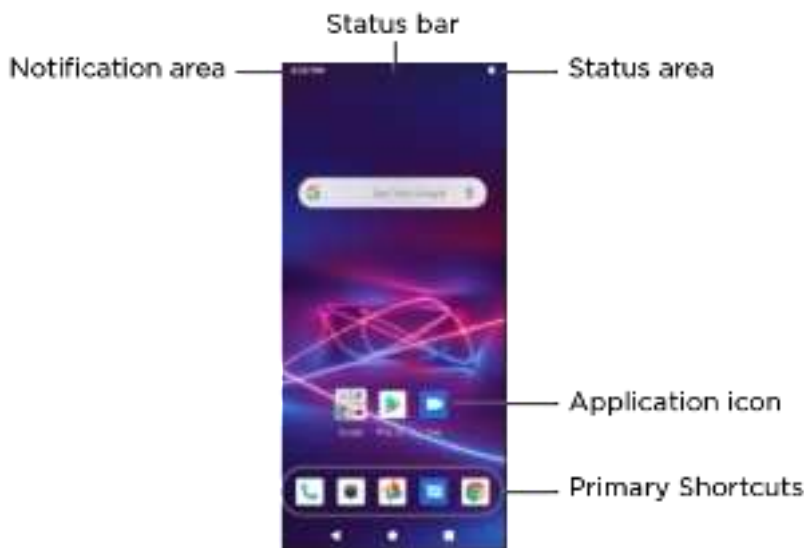 Status bar
Notification area
Status area
Application icon
Primary Shortcuts